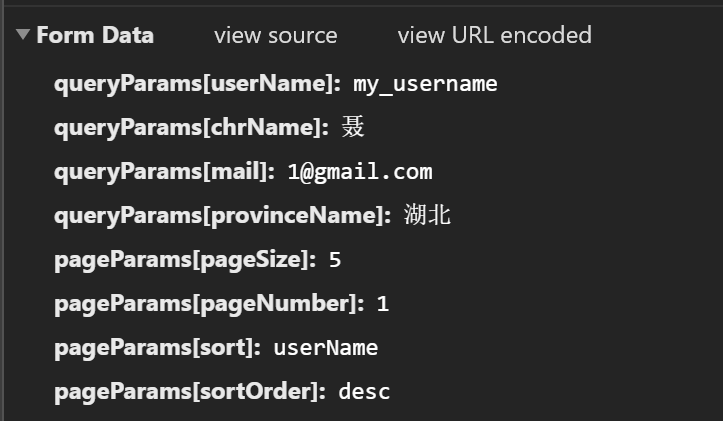 Form Data view source view URL encoded
queryParams[userName]: my_username
queryParams[chrName]: 聂
queryParams[mail]: 1@gmail.com
queryParams[provinceName]: 湖北
pageParams[pageSize]: 5
pageParams[pageNumber]: 1
pageParams[sort]: userName
pageParams[sortOrder]: desc